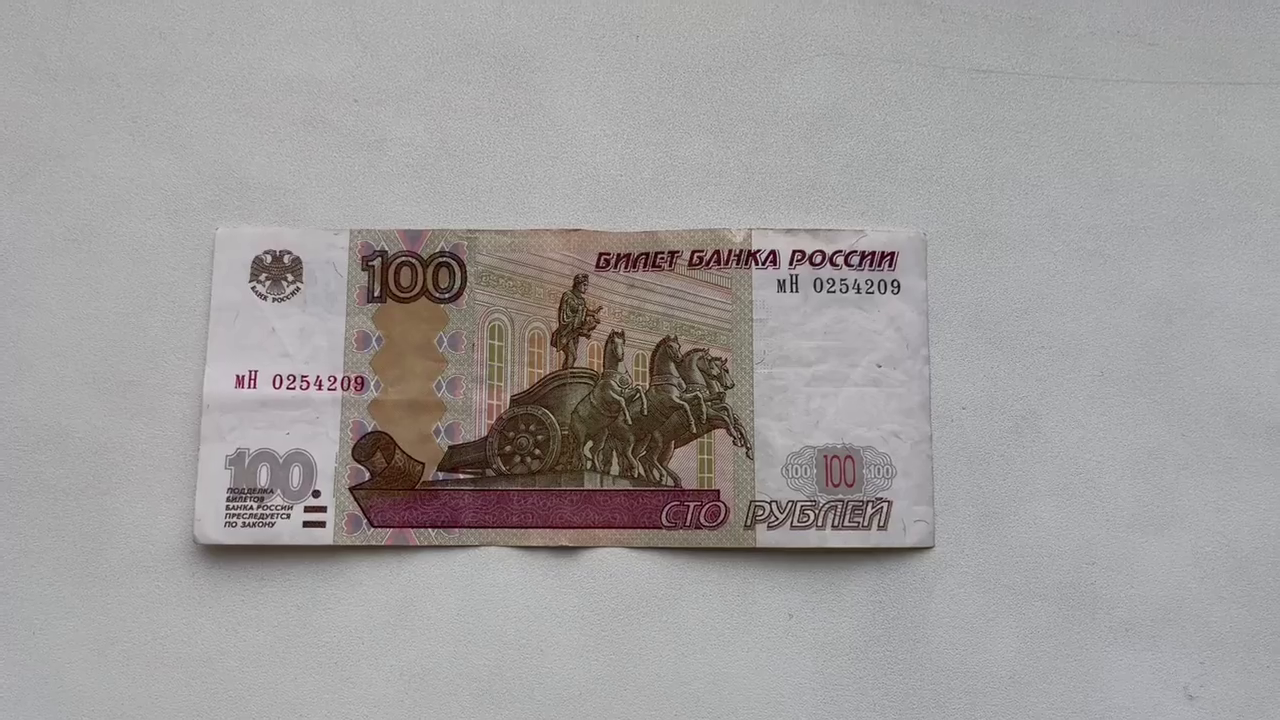 БИЛЕТ БАНКА РОССИИ
мН 0254209
100
БАНК РОССИИ
мН 0254209
100
ПОДДЕЛКА
БИЛЕТОВ
БАНКА РОССИИ
ПРЕСЛЕДУЕТСЯ
ПО ЗАКОНУ
100 100 100
СТО РУБЛЕЙ